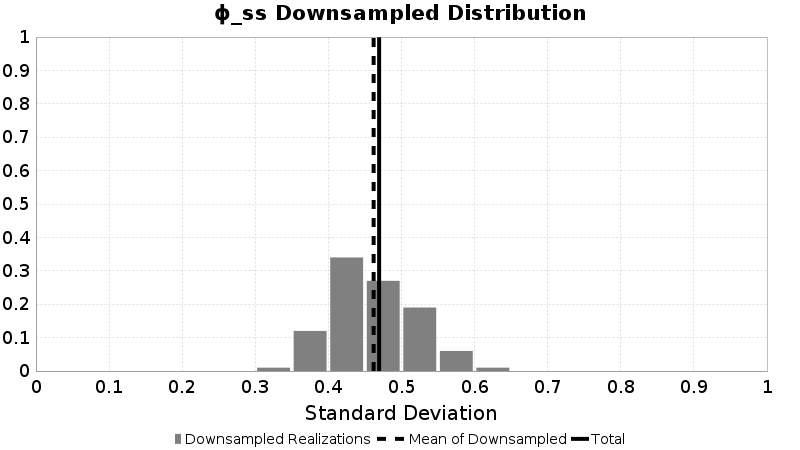 ϕ_ss Downsampled Distribution
1
0.9
0.8
0.7
0.6
0.5
0.4
0.3
0.2
0.1
0
0 0.1 0.2 0.3 0.4 0.5 0.6 0.7 0.8 0.9 1
Standard Deviation
Downsampled Realizations Mean of Downsampled Total